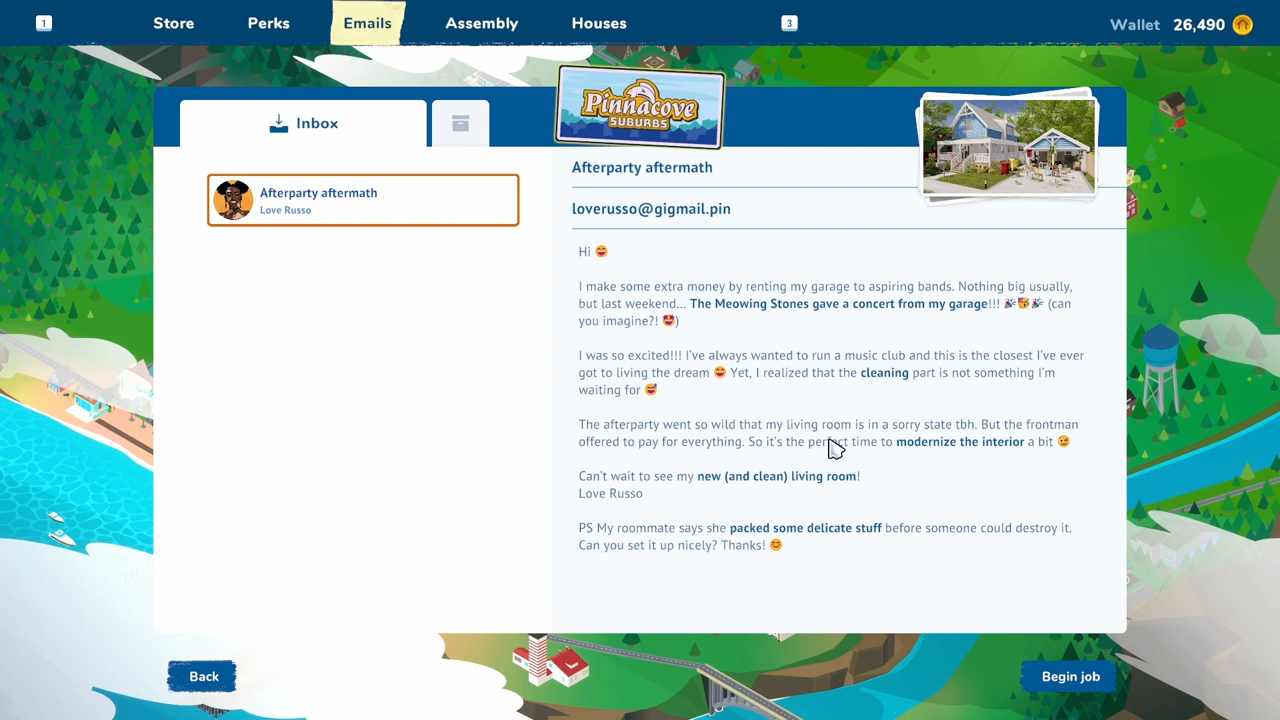 1
Store
Perks
Emails
Assembly
Houses
3
Wallet 26,490
Inbox
Pinnacove
SUBURBS
Afterparty aftermath
Love Russo
Afterparty aftermath
loverusso@gigmail.pin
Hi 😄
I make some extra money by renting my garage to aspiring bands. Nothing big usually,
but last weekend... The Meowing Stones gave a concert from my garage!!! 🎉🥳🎉 (can
you imagine?! 🤩)
I was so excited!!! I've always wanted to run a music club and this is the closest I've ever
got to living the dream 😄 Yet, I realized that the cleaning part is not something I'm
waiting for 😅
The afterparty went so wild that my living room is in a sorry state tbh. But the frontman
offered to pay for everything. So it's the perfect time to modernize the interior a bit 😉
Can't wait to see my new (and clean) living room!
Love Russo
PS My roommate says she packed some delicate stuff before someone could destroy it.
Can you set it up nicely? Thanks! 😊
Back
Begin job